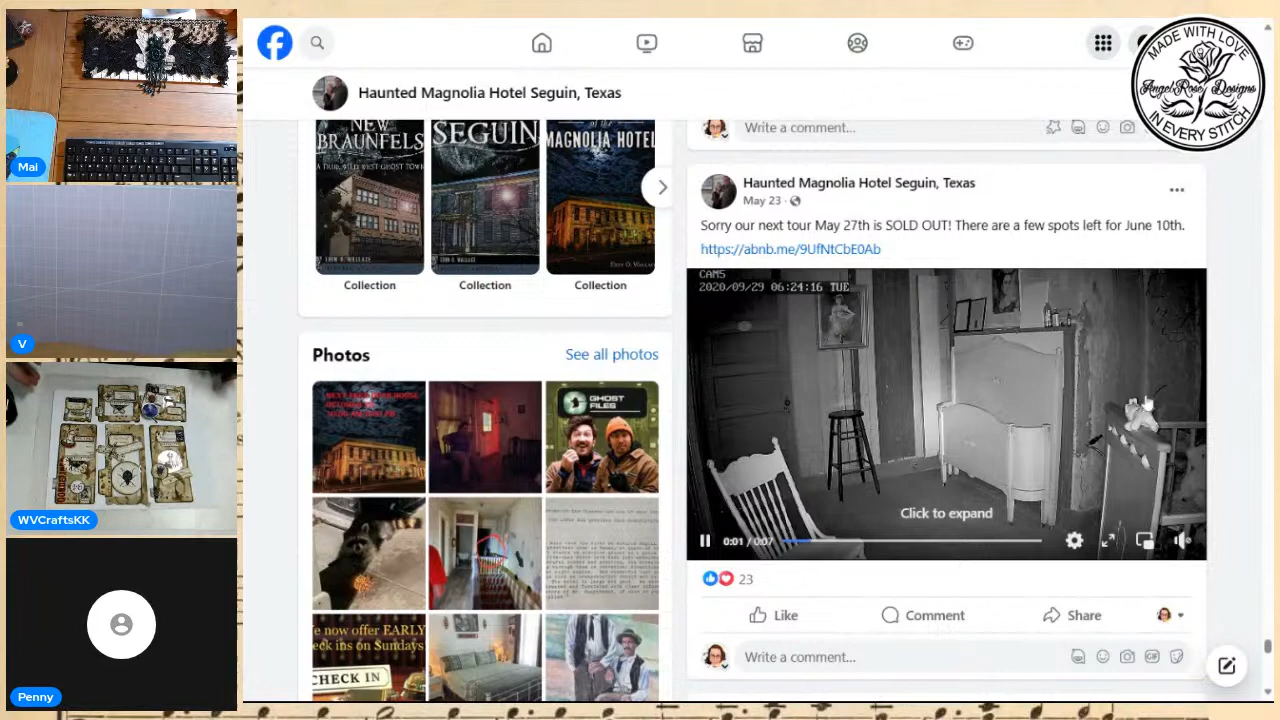 Mai
V
WVCraftsKK
Penny
Haunted Magnolia Hotel Seguin, Texas
MADE WITH LOVE
AngelRose Designs
IN EVERY STITCH
NEW
BRAUNFELS
SEGUIN
MAGNOLIA HOTEL
Collection
Collection
Collection
Photos
See all photos
GHOST
FILES
e now offer EARLY
eck ins on Sundays
CHECK IN
Write a comment...
Haunted Magnolia Hotel Seguin, Texas
May 23
Sorry our next tour May 27th is SOLD OUT! There are a few spots left for June 10th.
https://abnb.me/9UfNtCbE0Ab
CAM5
2020/09/29 06:24:16 TUE
Click to expand
0:01 / 0:07
23
Like
Comment
Share
Write a comment...
GIF